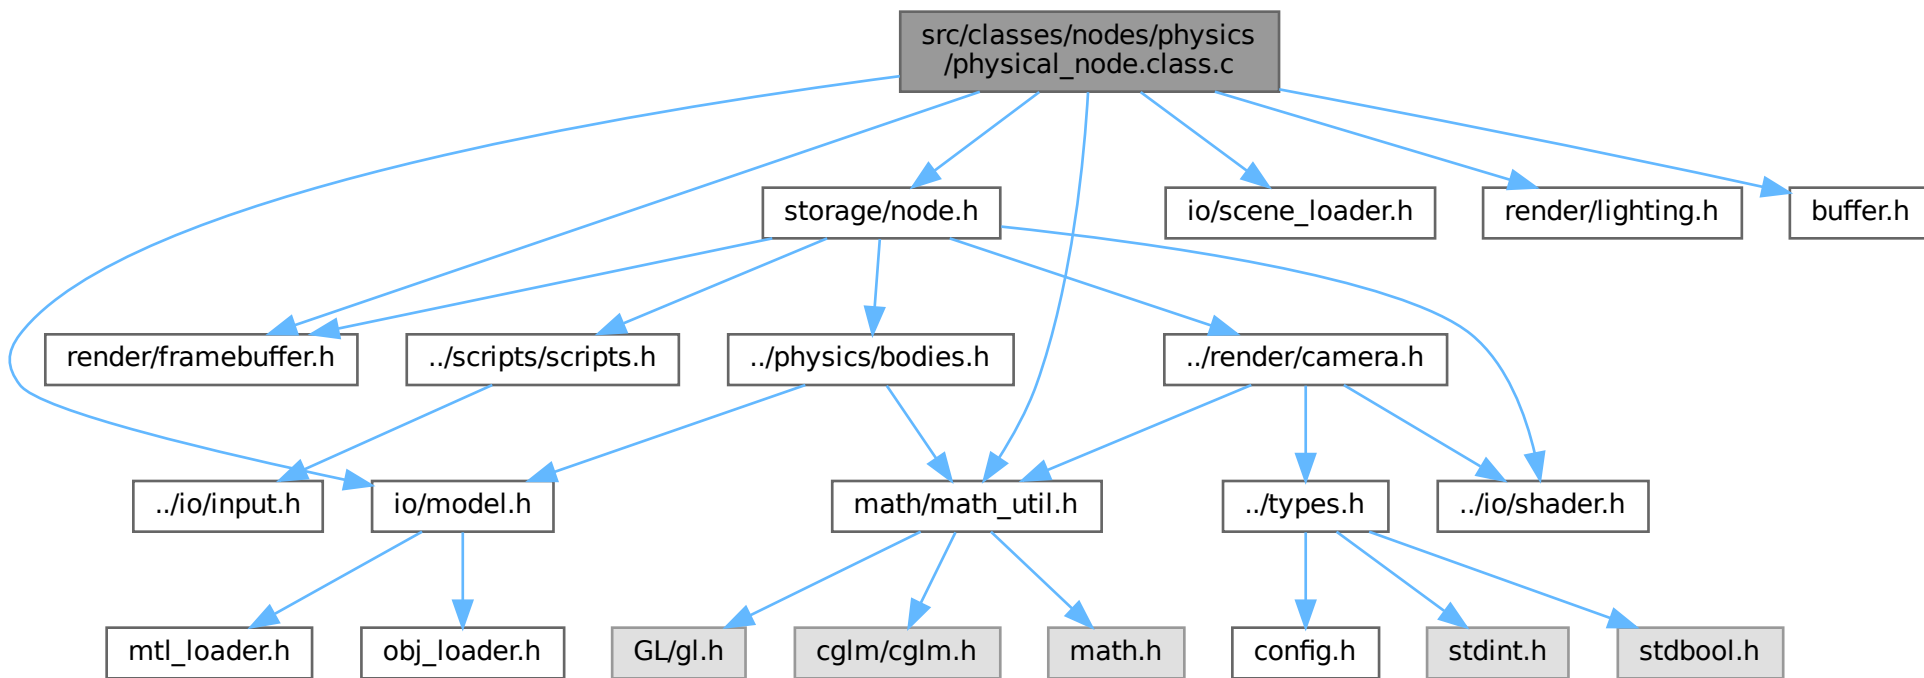 src/classes/nodes/physics
/physical_node.class.c
storage/node.h
io/scene_loader.h
render/lighting.h
buffer.h
render/framebuffer.h
../scripts/scripts.h
../physics/bodies.h
../render/camera.h
../io/input.h
io/model.h
math/math_util.h
../types.h
../io/shader.h
mtl_loader.h
obj_loader.h
GL/gl.h
cglm/cglm.h
math.h
config.h
stdint.h
stdbool.h